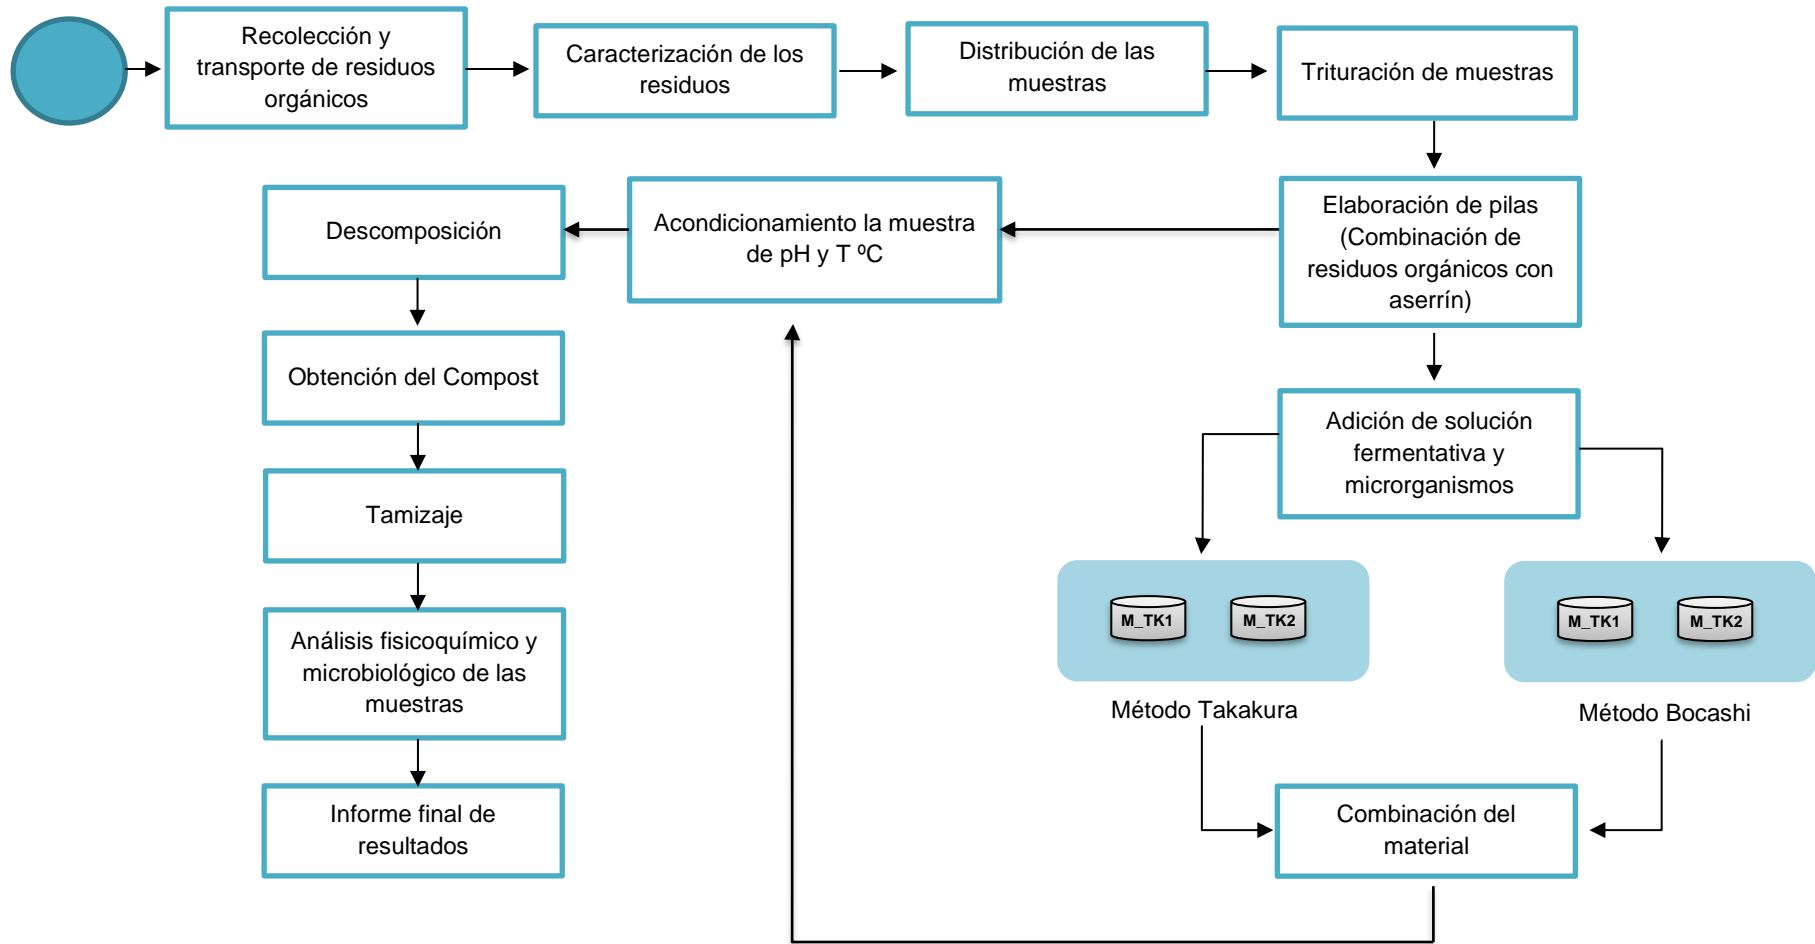 Recolección y
transporte de residuos
orgánicos
Caracterización de los
residuos
Distribución de las
muestras
Trituración de muestras
Elaboración de pilas
(Combinación de
residuos orgánicos con
aserrín)
Acondicionamiento la muestra
de pH y T ºC
Descomposición
Obtención del Compost
Tamizaje
Análisis fisicoquímico y
microbiológico de las
muestras
Informe final de
resultados
Adición de solución
fermentativa y
microrganismos
M_TK1
M_TK2
Método Takakura
M_TK1
M_TK2
Método Bocashi
Combinación del
material